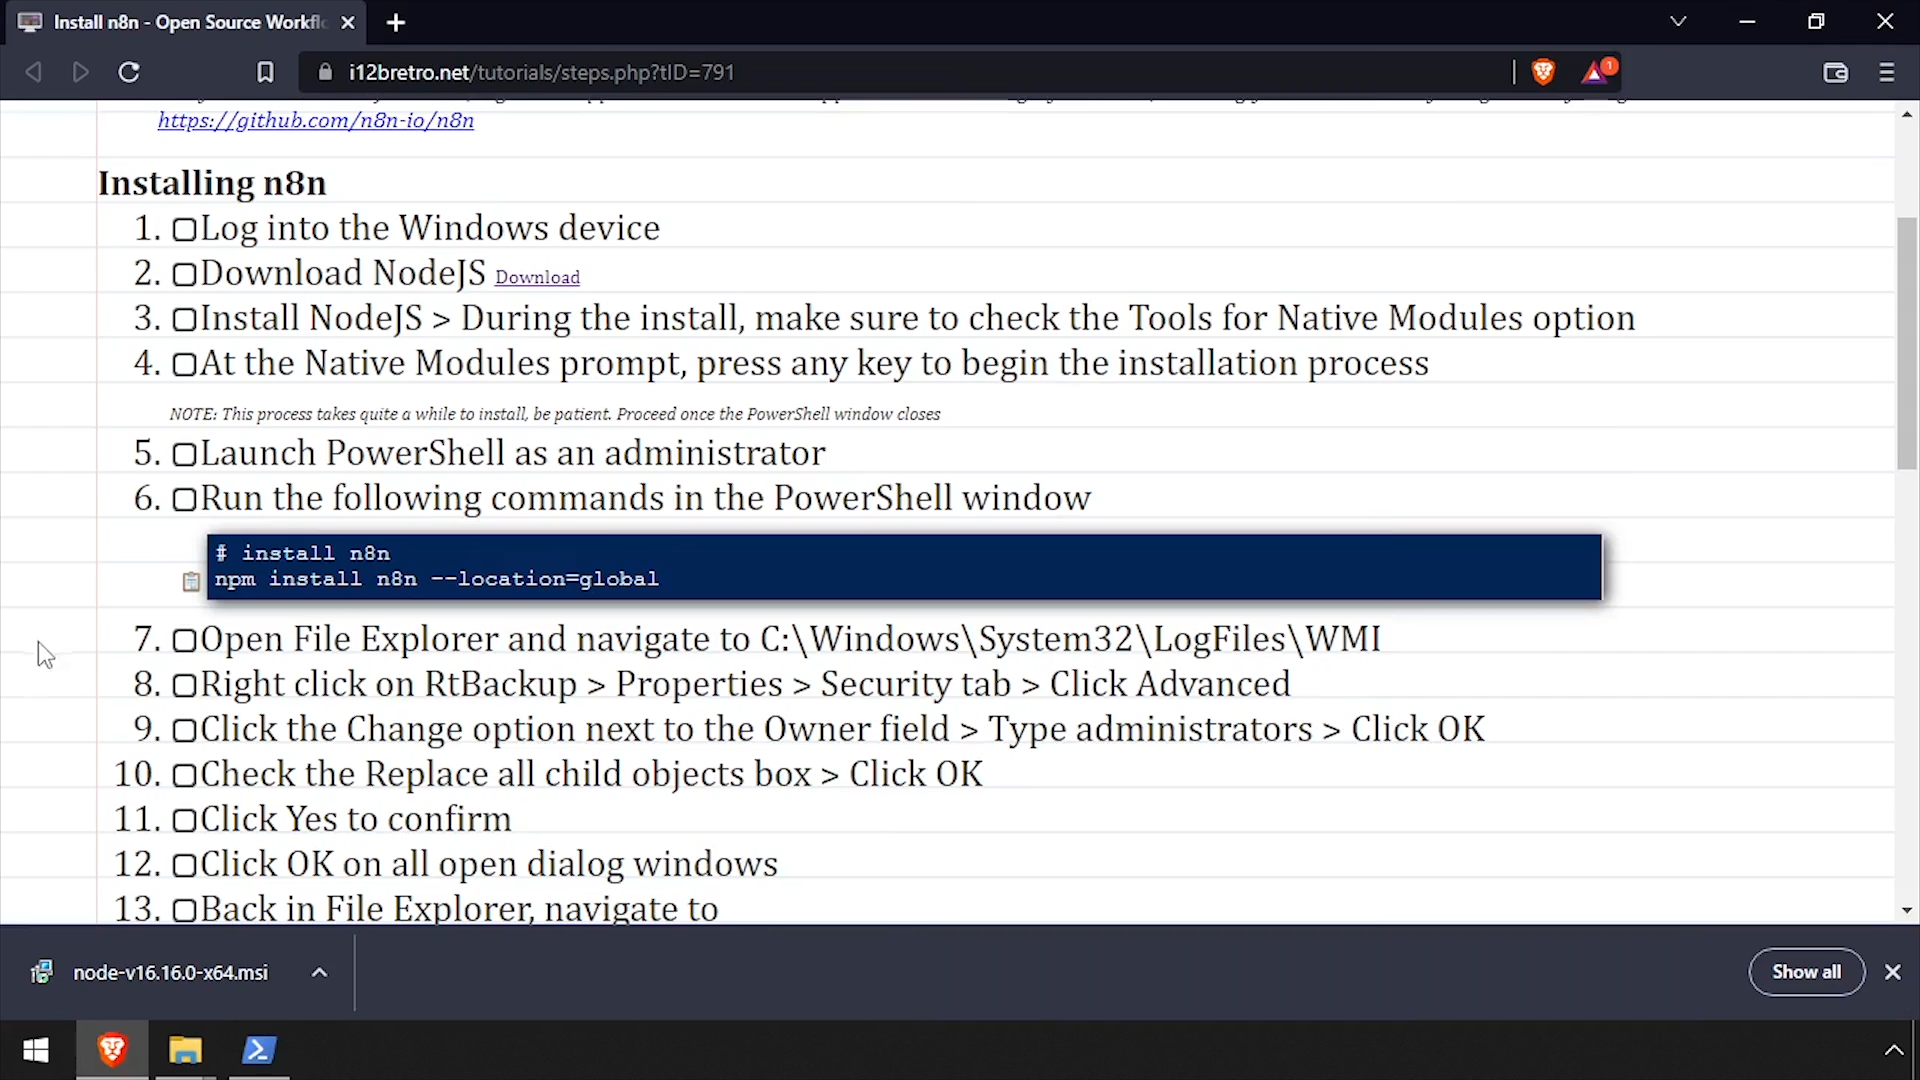 Install n8n - Open Source Workfl
i12bretro.net/tutorials/steps.php?tID=791
1
https://github.com/n8n-io/n8n
Installing n8n
1. Log into the Windows device
2. Download NodeJS Download
3. Install NodeJS > During the install, make sure to check the Tools for Native Modules option
4. At the Native Modules prompt, press any key to begin the installation process
NOTE: This process takes quite a while to install, be patient. Proceed once the PowerShell window closes
5. Launch PowerShell as an administrator
6. Run the following commands in the PowerShell window
# install n8n
npm install n8n --location=global
7. Open File Explorer and navigate to C:\Windows\System32\LogFiles\WMI
8. Right click on RtBackup > Properties > Security tab > Click Advanced
9. Click the Change option next to the Owner field > Type administrators > Click OK
10. Check the Replace all child objects box > Click OK
11. Click Yes to confirm
12. Click OK on all open dialog windows
13. Back in File Explorer, navigate to
node-v16.16.0-x64.msi
Show all